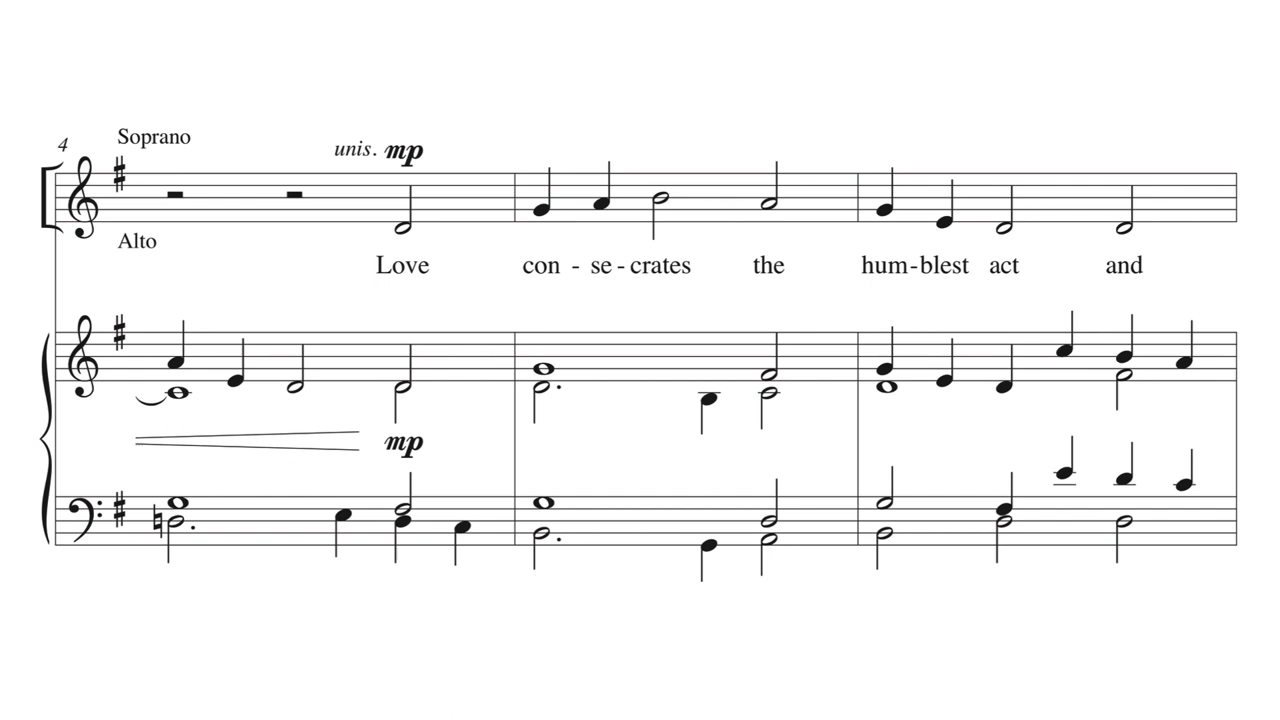 4
Soprano
unis. mp
Alto
Love con - se - crates the hum - blest act and
mp